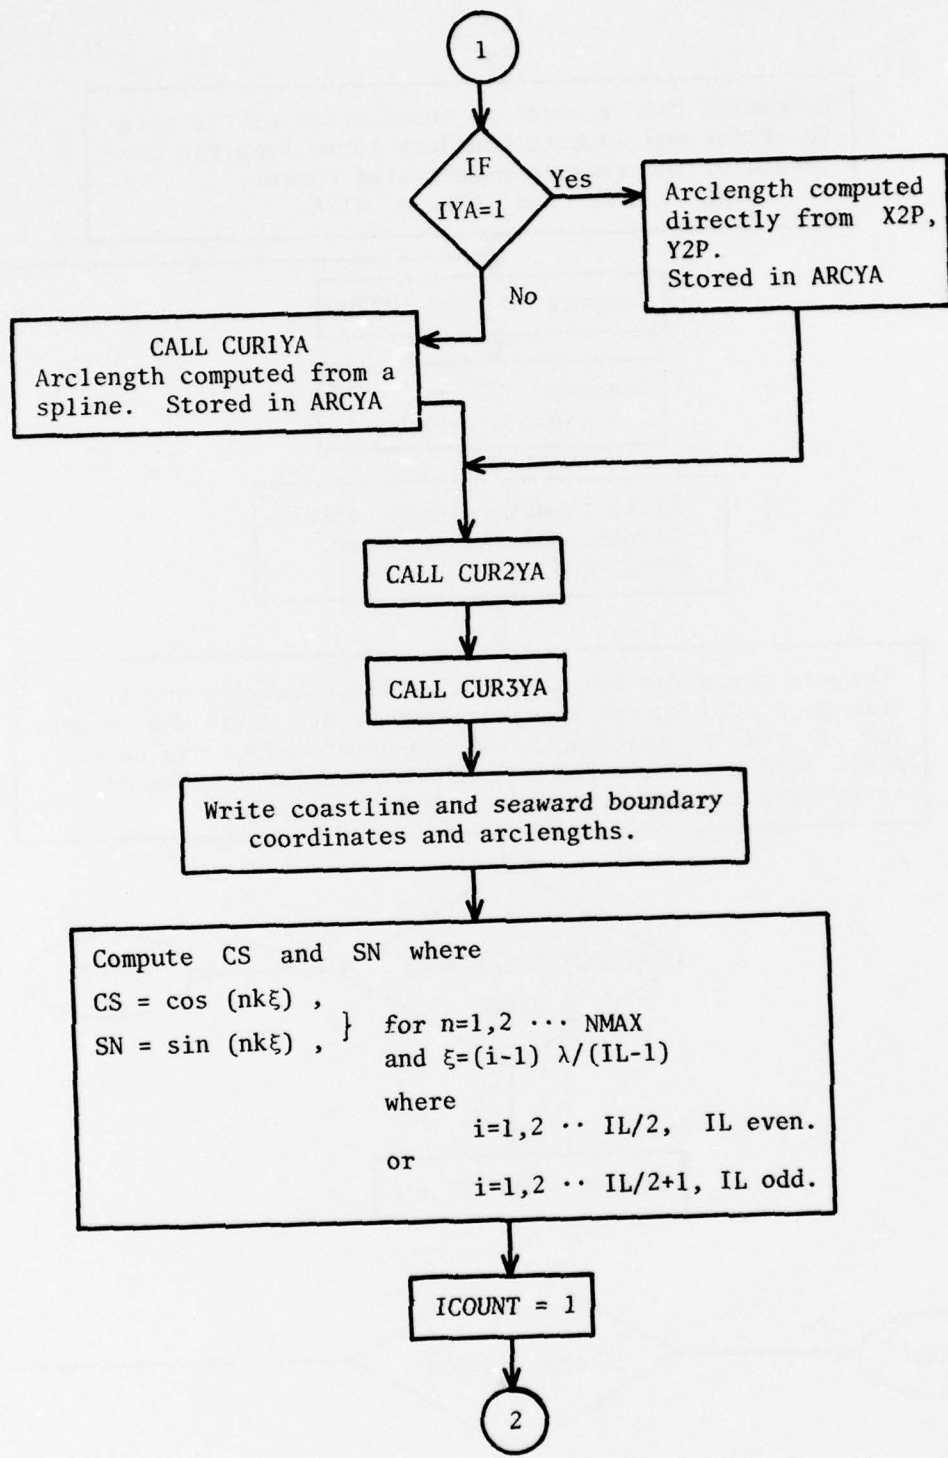 1
IF
IYA=1
Yes
Arclength computed
directly from X2P,
Y2P.
Stored in ARCYA
No
CALL CUR1YA
Arclength computed from a
spline. Stored in ARCYA
CALL CUR2YA
CALL CUR3YA
Write coastline and seaward boundary
coordinates and arclengths.
Compute CS and SN where
CS = cos (nkξ) ,
SN = sin (nkξ) , } for n=1,2 ··· NMAX
and ξ=(i-1) λ/(IL-1)
where
i=1,2 ·· IL/2, IL even.
or
i=1,2 ·· IL/2+1, IL odd.
ICOUNT = 1
2